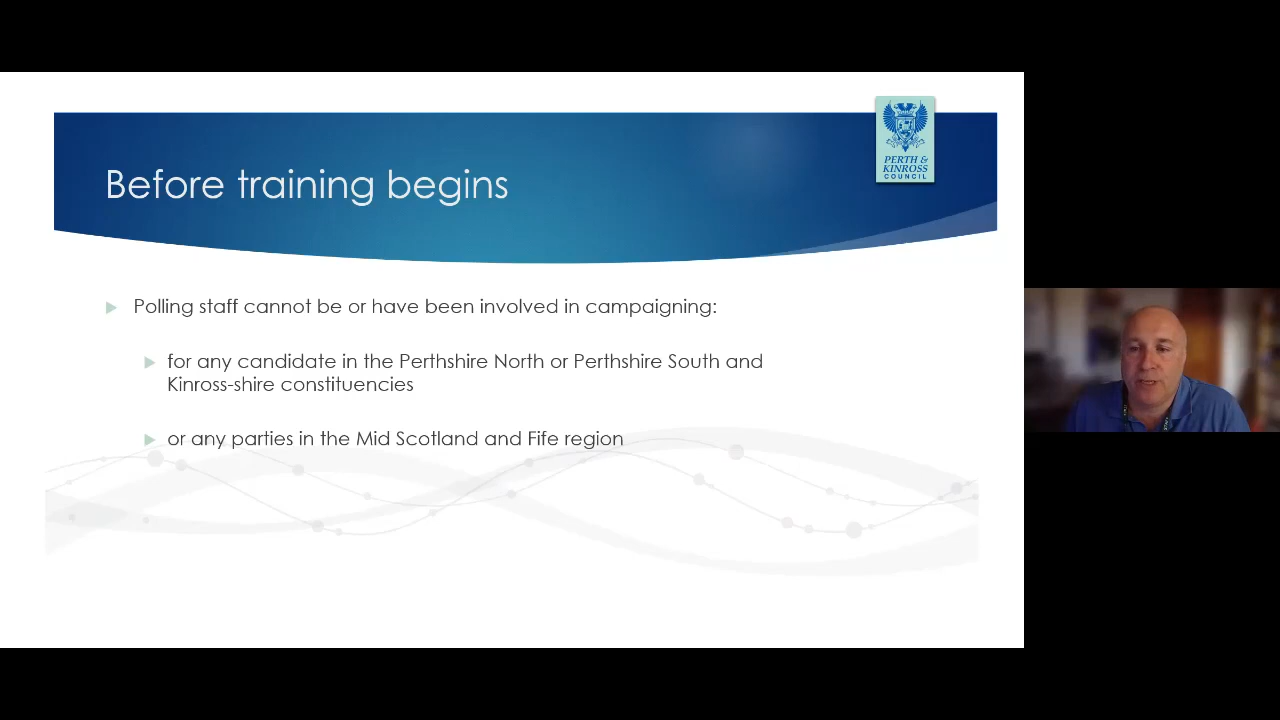 PERTH &
KINROSS
COUNCIL
Before training begins
Polling staff cannot be or have been involved in campaigning:
for any candidate in the Perthshire North or Perthshire South and
Kinross-shire constituencies
or any parties in the Mid Scotland and Fife region